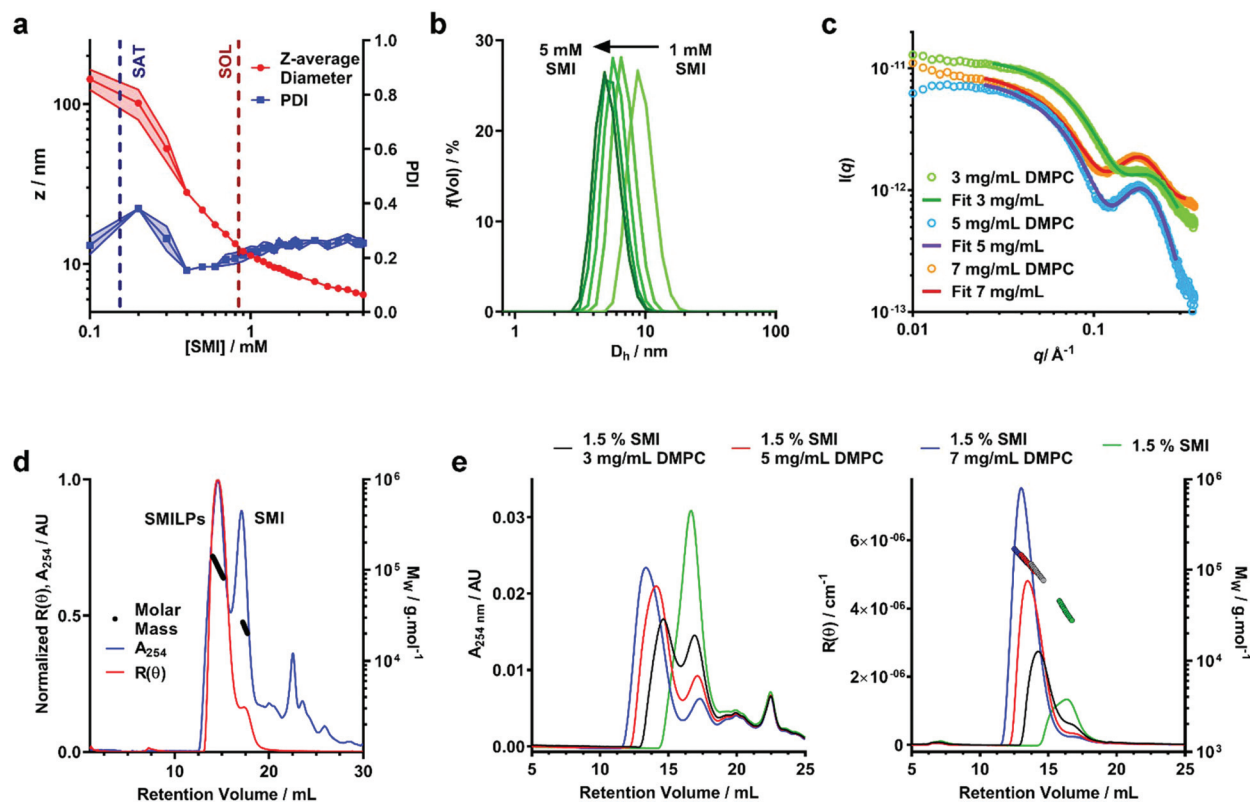 a
SAT
SOL
Z-average
Diameter
PDI
100
10
z / nm
1.0
0.8
0.6
0.4
0.2
0.0
PDI
0.1
1
[SMI] / mM
b
5 mM
SMI
1 mM
SMI
30
20
10
0
f(Vol) / %
1
10
100
Dₕ / nm
c
10⁻¹¹
10⁻¹²
10⁻¹³
I(q)
3 mg/mL DMPC
Fit 3 mg/mL
5 mg/mL DMPC
Fit 5 mg/mL
7 mg/mL DMPC
Fit 7 mg/mL
0.01
0.1
q/ Å⁻¹
d
SMILPs
SMI
Molar
Mass
A₂₅₄
R(θ)
1.0
0.5
0.0
Normalized R(θ), A₂₅₄ / AU
10⁶
10⁵
10⁴
M_W / g.mol⁻¹
10
20
30
Retention Volume / mL
e
1.5 % SMI
3 mg/mL DMPC
1.5 % SMI
5 mg/mL DMPC
1.5 % SMI
7 mg/mL DMPC
1.5 % SMI
0.03
0.02
0.01
0.00
A₂₅₄ ₙₘ / AU
5
10
15
20
25
Retention Volume / mL
6×10⁻⁰⁶
4×10⁻⁰⁶
2×10⁻⁰⁶
0
R(θ) / cm⁻¹
10⁶
10⁵
10⁴
10³
M_W / g.mol⁻¹
5
10
15
20
25
Retention Volume / mL